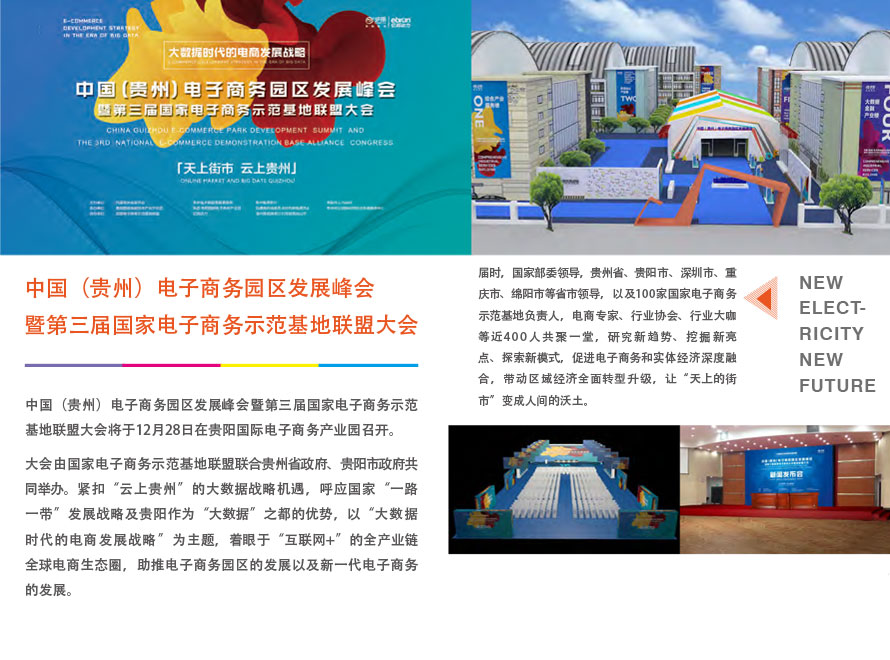 E-COMMERCE
DEVELOPMENT STRATEGY
IN THE ERA OF BIG DATA
ebrun
大数据时代的电商发展战略
中国(贵州)电子商务园区发展峰会
暨第三届国家电子商务示范基地联盟大会
CHINA GUIZHOU E-COMMERCE PARK DEVELOPMENT SUMMIT AND
THE 3RD NATIONAL E-COMMERCE DEMONSTRATION BASE ALLIANCE CONGRESS
「天上街市 云上贵州」
ONLINE MARKET AND BIG DATE GUIZHOU
ONE
TWO
FOUR
中国（贵州）电子商务园区发展峰会
暨第三届国家电子商务示范基地联盟大会
中国（贵州）电子商务园区发展峰会暨第三届国家电子商务示范
基地联盟大会将于12月28日在贵阳国际电子商务产业园召开。
大会由国家电子商务示范基地联盟联合贵州省政府、贵阳市政府共
同举办。紧扣“云上贵州”的大数据战略机遇，呼应国家“一路
一带”发展战略及贵阳作为“大数据”之都的优势，以“大数据
时代的电商发展战略”为主题，着眼于“互联网+”的全产业链
全球电商生态圈，助推电子商务园区的发展以及新一代电子商务
的发展。
届时，国家部委领导，贵州省、贵阳市、深圳市、重
庆市、绵阳市等省市领导，以及100家国家电子商务
示范基地负责人，电商专家、行业协会、行业大咖
等近400人共聚一堂，研究新趋势、挖掘新亮
点、探索新模式，促进电子商务和实体经济深度融
合，带动区域经济全面转型升级，让“天上的街
市”变成人间的沃土。
NEW
ELECT-
RICITY
NEW
FUTURE
新闻发布会